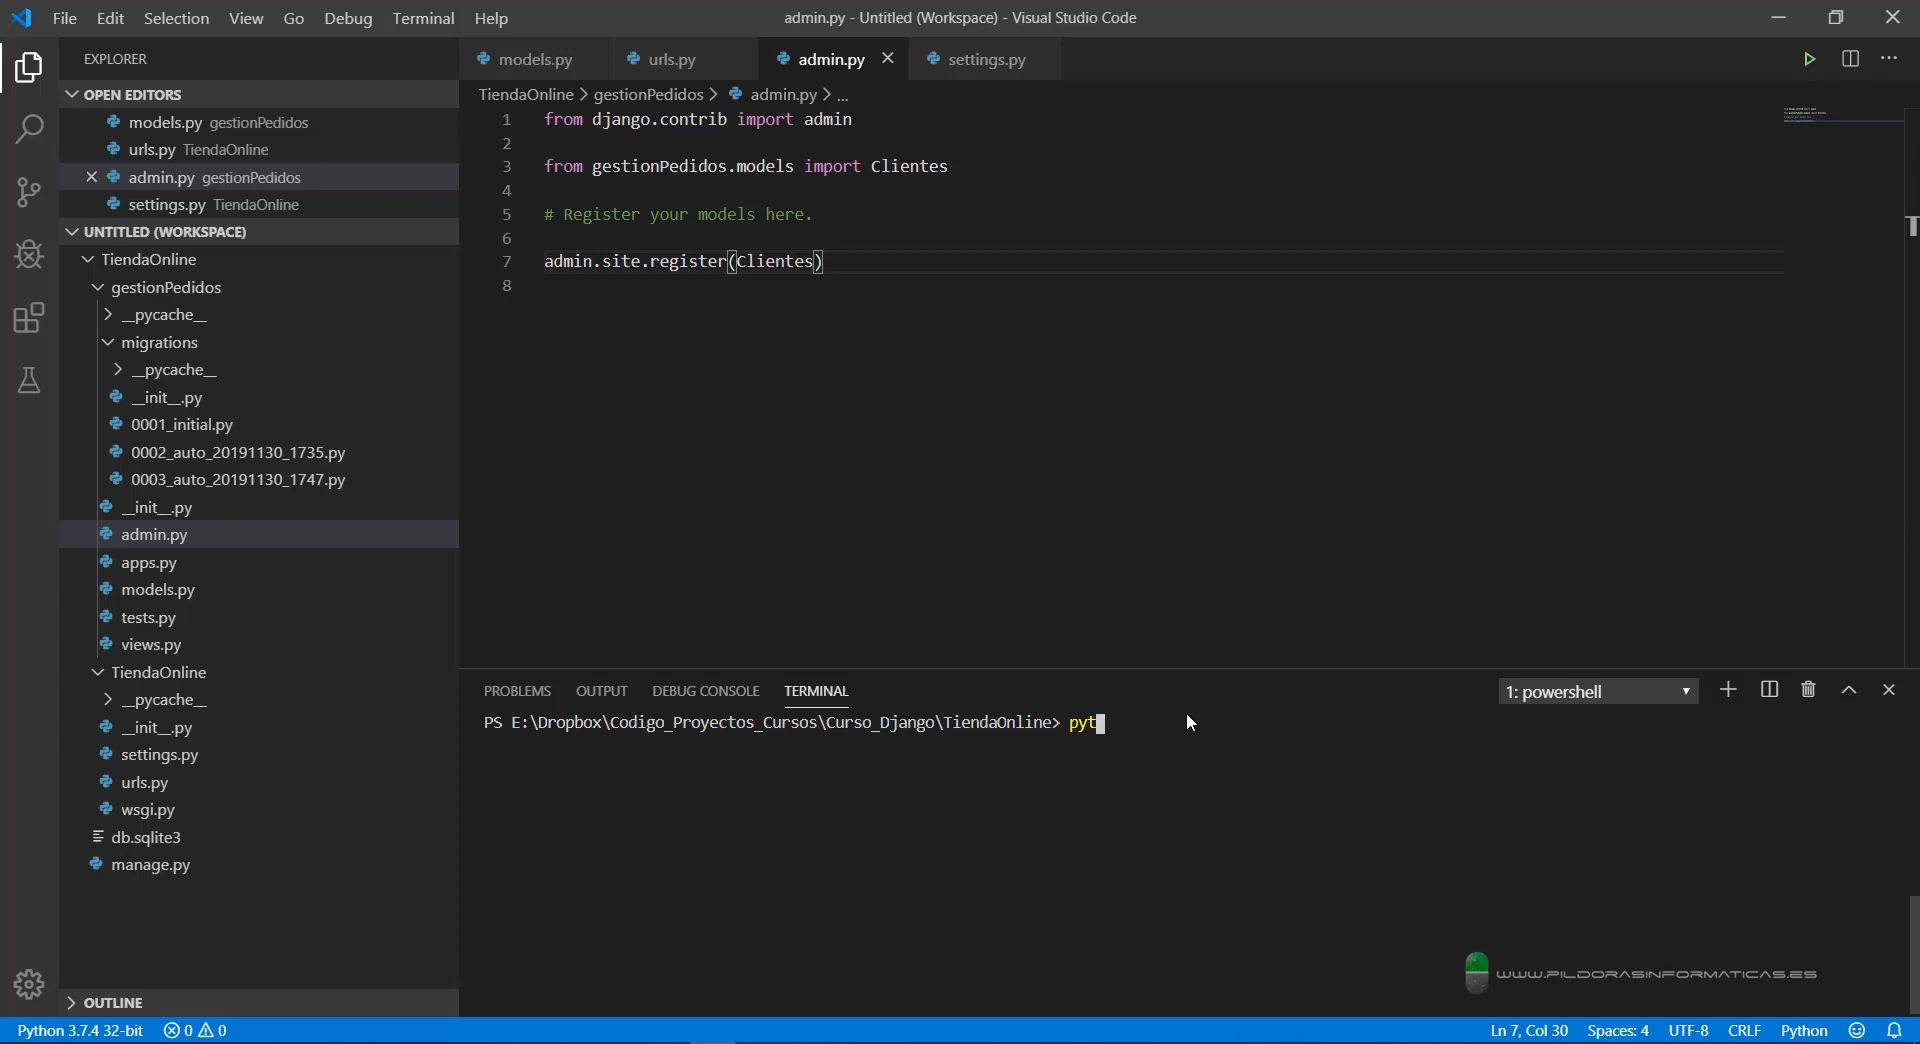 File Edit Selection View Go Debug Terminal Help
admin.py - Untitled (Workspace) - Visual Studio Code
EXPLORER
OPEN EDITORS
models.py gestionPedidos
urls.py TiendaOnline
admin.py gestionPedidos
settings.py TiendaOnline
UNTITLED (WORKSPACE)
TiendaOnline
gestionPedidos
__pycache__
migrations
__pycache__
__init__.py
0001_initial.py
0002_auto_20191130_1735.py
0003_auto_20191130_1747.py
__init__.py
admin.py
apps.py
models.py
tests.py
views.py
TiendaOnline
__pycache__
__init__.py
settings.py
urls.py
wsgi.py
db.sqlite3
manage.py
OUTLINE
models.py urls.py admin.py settings.py
TiendaOnline > gestionPedidos > admin.py > ...
1 from django.contrib import admin
2
3 from gestionPedidos.models import Clientes
4
5 # Register your models here.
6
7 admin.site.register(Clientes)
8
PROBLEMS OUTPUT DEBUG CONSOLE TERMINAL
1: powershell
PS E:\Dropbox\Codigo_Proyectos_Cursos\Curso_Django\TiendaOnline> pyt
WWW.PILDORASINFORMATICAS.ES
Python 3.7.4 32-bit 0 0
Ln 7, Col 30 Spaces: 4 UTF-8 CRLF Python